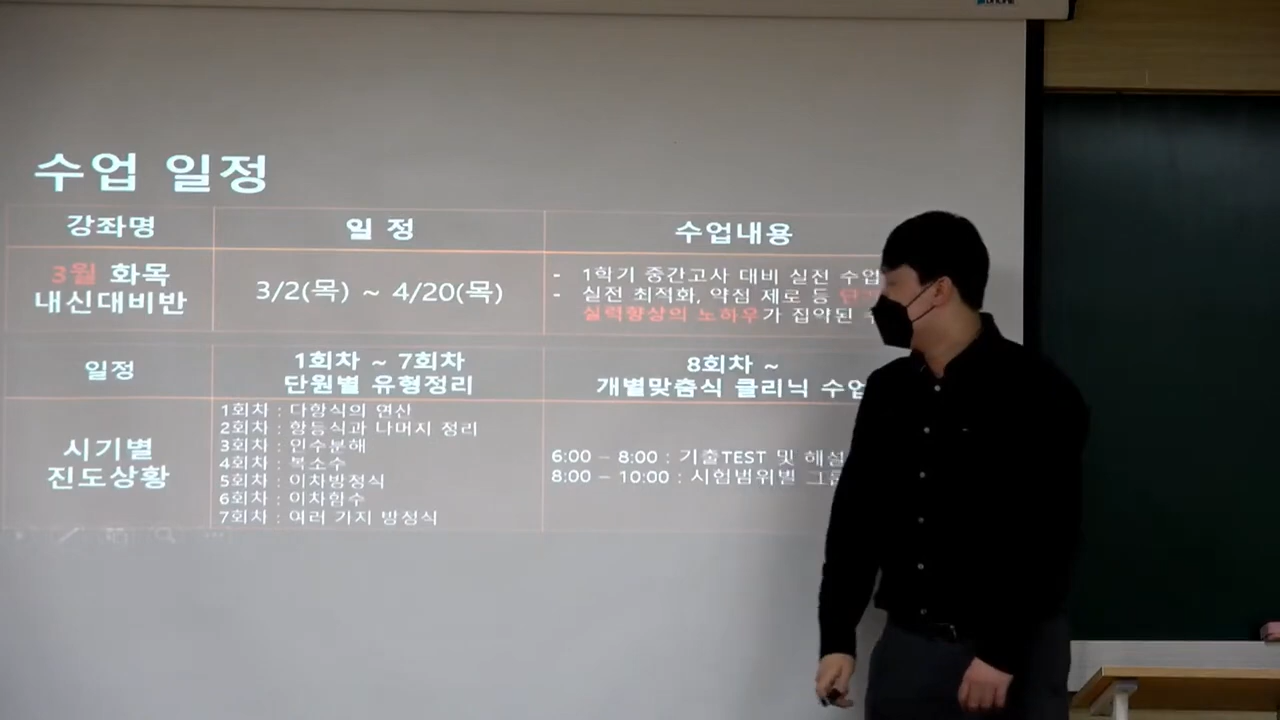 수업 일정
강좌명 일 정 수업내용
3월 화목
내신대비반
3/2(목) ~ 4/20(목)
- 1학기 중간고사 대비 실전 수업
- 실전 최적화, 약점 제로 등
실력향상의 노하우가 집약된
일정
1회차 ~ 7회차
단원별 유형정리
8회차 ~
개별맞춤식 클리닉 수업
시기별
진도상황
1회차 : 다항식의 연산
2회차 : 항등식과 나머지 정리
3회차 : 인수분해
4회차 : 복소수
5회차 : 이차방정식
6회차 : 이차함수
7회차 : 여러 가지 방정식
6:00 – 8:00 : 기출TEST 및 해설
8:00 – 10:00 : 시험범위별